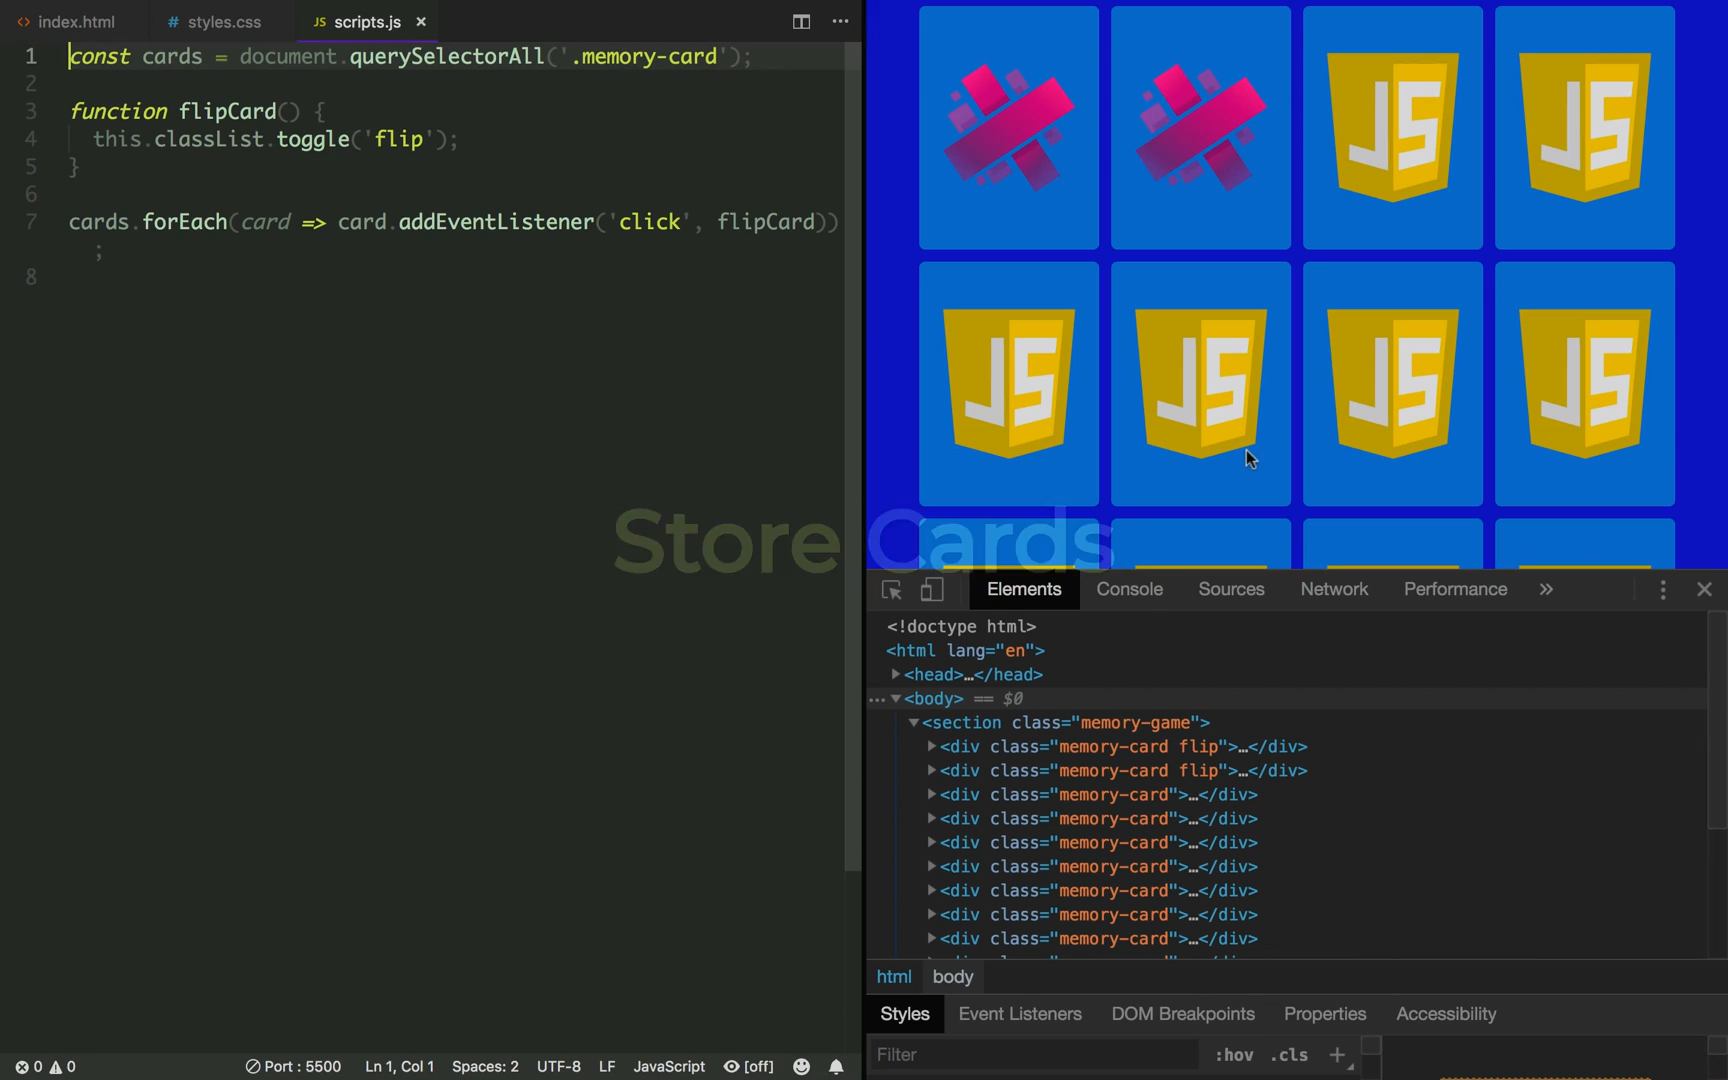 index.html
# styles.css
JS scripts.js ×
1 const cards = document.querySelectorAll('.memory-card');
2
3 function flipCard() {
4 this.classList.toggle('flip');
5 }
6
7 cards.forEach(card => card.addEventListener('click', flipCard))
;
8
JS
JS
JS
JS
JS
JS
Store Cards
Elements Console Sources Network Performance »
<!doctype html>
<html lang="en">
<head>…</head>
… <body> == $0
<section class="memory-game">
<div class="memory-card flip">…</div>
<div class="memory-card flip">…</div>
<div class="memory-card">…</div>
<div class="memory-card">…</div>
<div class="memory-card">…</div>
<div class="memory-card">…</div>
<div class="memory-card">…</div>
<div class="memory-card">…</div>
<div class="memory-card">…</div>
html body
Styles Event Listeners DOM Breakpoints Properties Accessibility
Filter :hov .cls +
0 0 Port : 5500 Ln 1, Col 1 Spaces: 2 UTF-8 LF JavaScript [off]